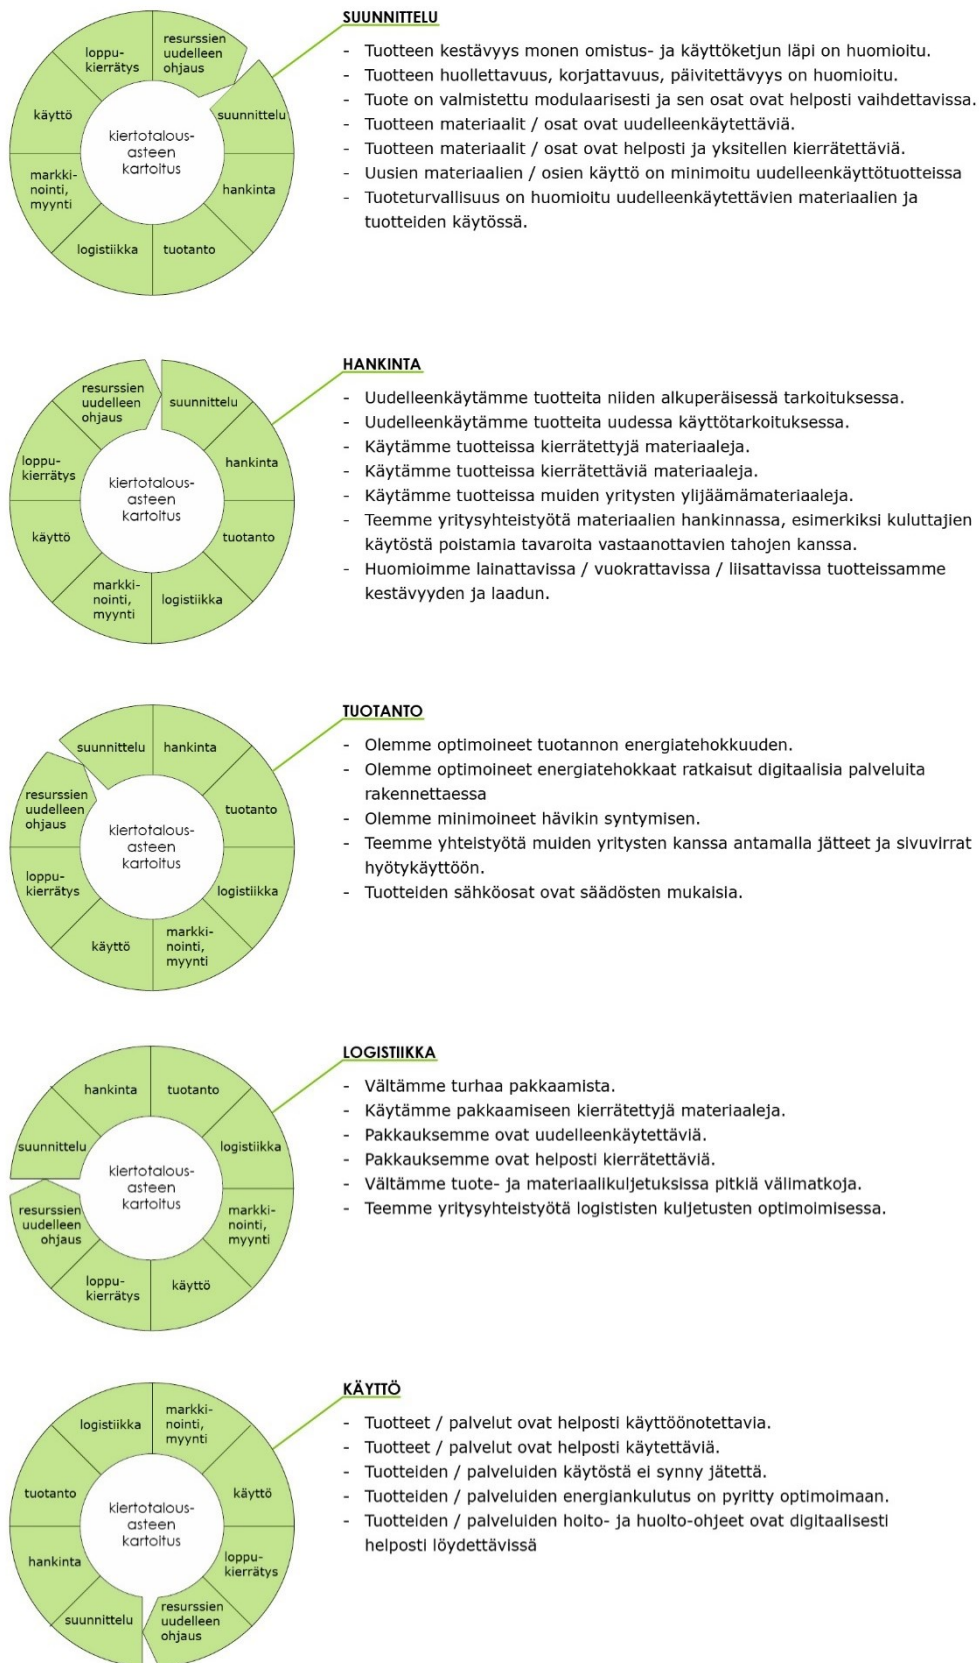 resurssien
uudelleen
ohjaus
suunnittelu
hankinta
tuotanto
logistiikka
markki-
nointi,
myynti
käyttö
loppu-
kierrätys
kiertotalous-
asteen
kartoitus
SUUNNITTELU
- Tuotteen kestävyys monen omistus- ja käyttöketjun läpi on huomioitu.
- Tuotteen huollettavuus, korjattavuus, päivitettävyys on huomioitu.
- Tuote on valmistettu modulaarisesti ja sen osat ovat helposti vaihdettavissa.
- Tuotteen materiaalit / osat ovat uudelleenkäytettäviä.
- Tuotteen materiaalit / osat ovat helposti ja yksitellen kierrätettäviä.
- Uusien materiaalien / osien käyttö on minimoitu uudelleenkäyttötuotteissa
- Tuoteturvallisuus on huomioitu uudelleenkäytettävien materiaalien ja
tuotteiden käytössä.
resurssien
uudelleen
ohjaus
suunnittelu
hankinta
tuotanto
logistiikka
markki-
nointi,
myynti
käyttö
loppu-
kierrätys
kiertotalous-
asteen
kartoitus
HANKINTA
- Uudelleenkäytämme tuotteita niiden alkuperäisessä tarkoituksessa.
- Uudelleenkäytämme tuotteita uudessa käyttötarkoituksessa.
- Käytämme tuotteissa kierrätettyjä materiaaleja.
- Käytämme tuotteissa kierrätettäviä materiaaleja.
- Käytämme tuotteissa muiden yritysten ylijäämämateriaaleja.
- Teemme yritysyhteistyötä materiaalien hankinnassa, esimerkiksi kuluttajien
käytöstä poistamia tavaroita vastaanottavien tahojen kanssa.
- Huomioimme lainattavissa / vuokrattavissa / liisattavissa tuotteissamme
kestävyyden ja laadun.
suunnittelu
hankinta
tuotanto
logistiikka
markki-
nointi,
myynti
käyttö
loppu-
kierrätys
resurssien
uudelleen
ohjaus
kiertotalous-
asteen
kartoitus
TUOTANTO
- Olemme optimoineet tuotannon energiatehokkuuden.
- Olemme optimoineet energiatehokkaat ratkaisut digitaalisia palveluita
rakennettaessa
- Olemme minimoineet hävikin syntymisen.
- Teemme yhteistyötä muiden yritysten kanssa antamalla jätteet ja sivuvirrat
hyötykäyttöön.
- Tuotteiden sähköosat ovat säädösten mukaisia.
hankinta
tuotanto
logistiikka
markki-
nointi,
myynti
käyttö
loppu-
kierrätys
resurssien
uudelleen
ohjaus
suunnittelu
kiertotalous-
asteen
kartoitus
LOGISTIIKKA
- Vältämme turhaa pakkaamista.
- Käytämme pakkaamiseen kierrätettyjä materiaaleja.
- Pakkauksemme ovat uudelleenkäytettäviä.
- Pakkauksemme ovat helposti kierrätettäviä.
- Vältämme tuote- ja materiaalikuljetuksissa pitkiä välimatkoja.
- Teemme yritysyhteistyötä logististen kuljetusten optimoimisessa.
logistiikka
markki-
nointi,
myynti
käyttö
loppu-
kierrätys
resurssien
uudelleen
ohjaus
suunnittelu
hankinta
tuotanto
kiertotalous-
asteen
kartoitus
KÄYTTÖ
- Tuotteet / palvelut ovat helposti käyttöönotettavia.
- Tuotteet / palvelut ovat helposti käytettäviä.
- Tuotteiden / palveluiden käytöstä ei synny jätettä.
- Tuotteiden / palveluiden energiankulutus on pyritty optimoimaan.
- Tuotteiden / palveluiden hoito- ja huolto-ohjeet ovat digitaalisesti
helposti löydettävissä